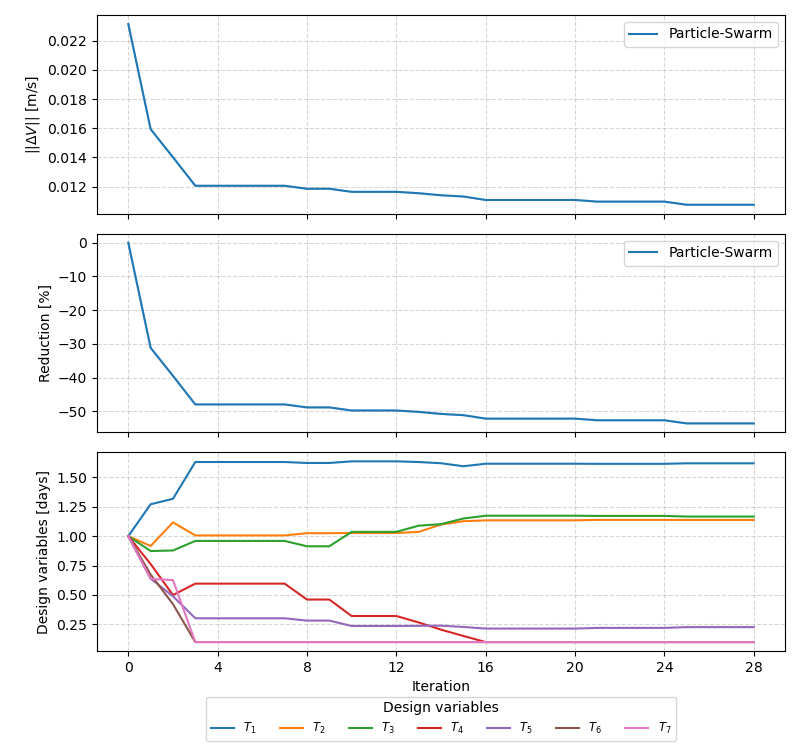 ||ΔV|| [m/s]
0.022
0.020
0.018
0.016
0.014
0.012
Particle-Swarm
Reduction [%]
0
−10
−20
−30
−40
−50
Particle-Swarm
Design variables [days]
1.50
1.25
1.00
0.75
0.50
0.25
0 4 8 12 16 20 24 28
Iteration
Design variables
T₁ T₂ T₃ T₄ T₅ T₆ T₇